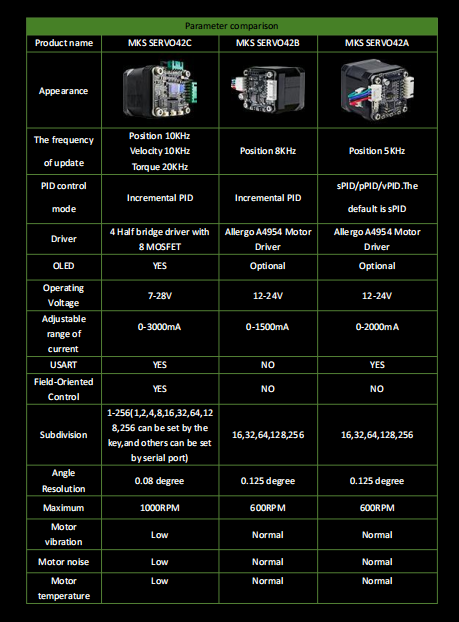 Parameter comparison
Product name MKS SERVO42C MKS SERVO42B MKS SERVO42A
Appearance
The frequency
of update
Position 10KHz
Velocity 10KHz
Torque 20KHz
Position 8KHz
Position 5KHz
PID control
mode
Incremental PID
Incremental PID
sPID/pPID/vPID.The
default is sPID
Driver
4 Half bridge driver with
8 MOSFET
Allergo A4954 Motor
Driver
Allergo A4954 Motor
Driver
OLED YES Optional Optional
Operating
Voltage
7-28V
12-24V
12-24V
Adjustable
range of
current
0-3000mA
0-1500mA
0-2000mA
USART YES NO YES
Field-Oriented
Control
YES
NO
NO
Subdivision
1-256(1,2,4,8,16,32,64,12
8,256 can be set by the
key,and others can be set
by serial port)
16,32,64,128,256
16,32,64,128,256
Angle
Resolution
0.08 degree
0.125 degree
0.125 degree
Maximum 1000RPM 600RPM 600RPM
Motor
vibration
Low
Normal
Normal
Motor noise Low Normal Normal
Motor
temperature
Low
Normal
Normal